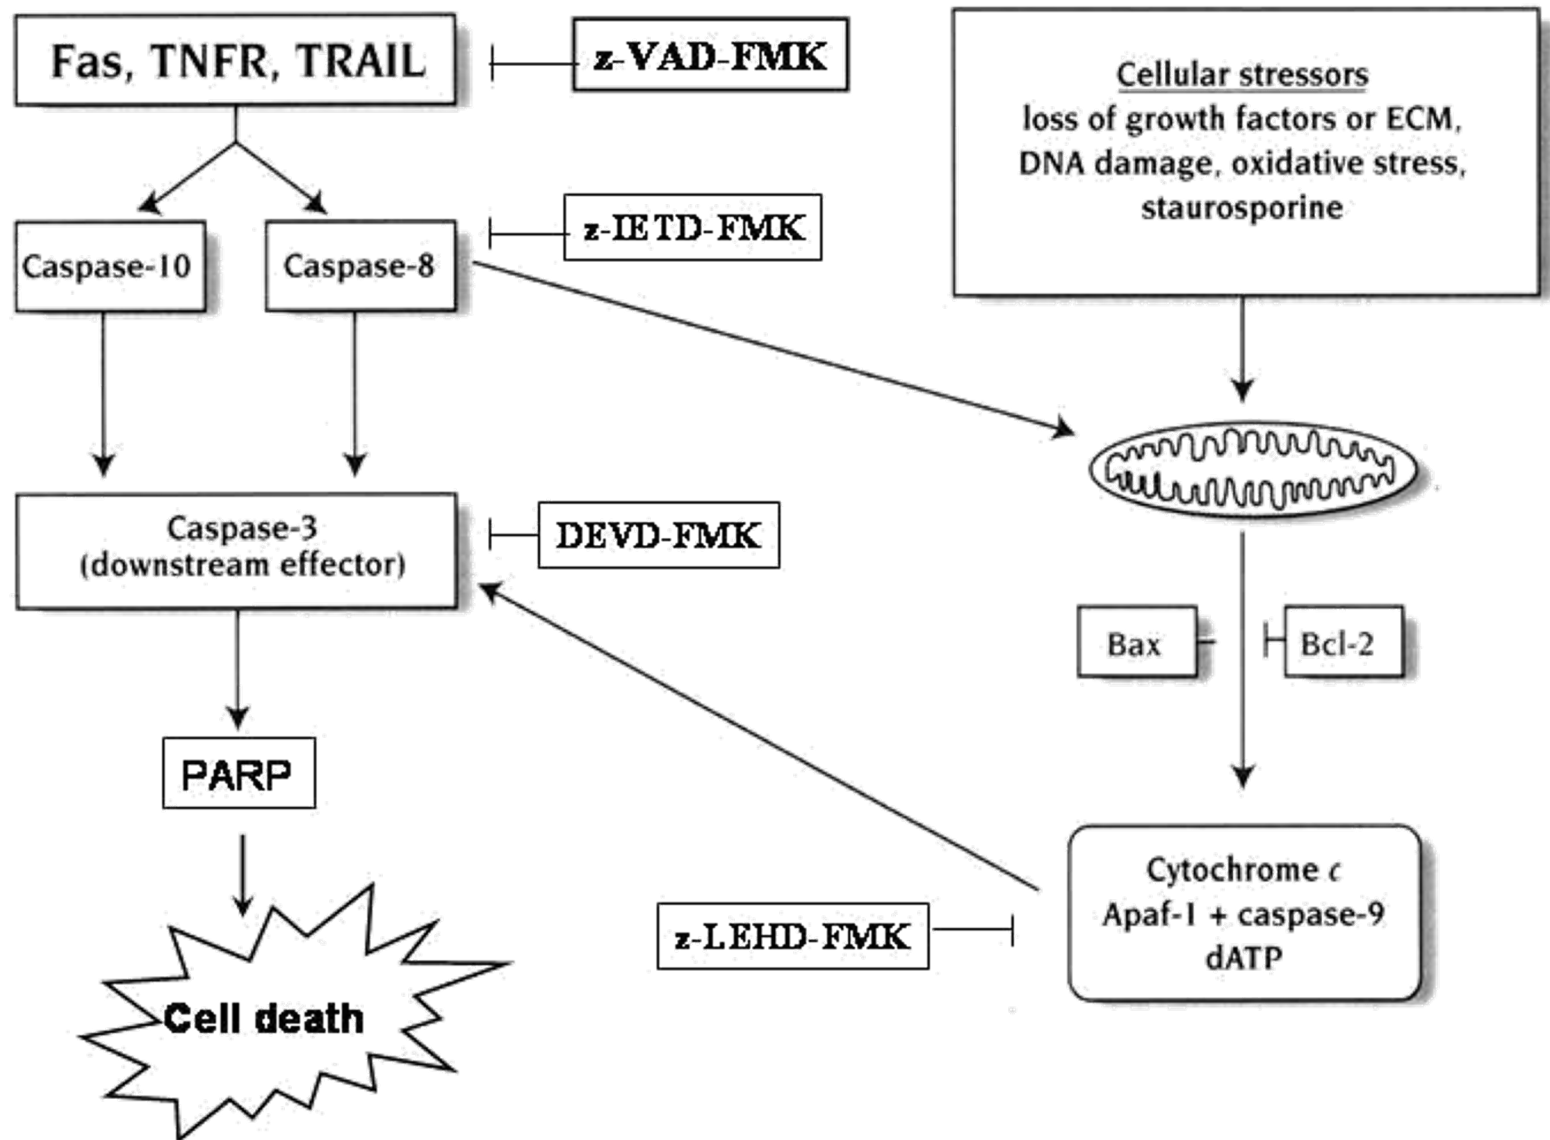 Fas, TNFR, TRAIL
z-VAD-FMK
Cellular stressors
loss of growth factors or ECM,
DNA damage, oxidative stress,
staurosporine
Caspase-10
Caspase-8
z-IETD-FMK
Caspase-3
(downstream effector)
DEVD-FMK
Bax
Bcl-2
PARP
Cytochrome c
Apaf-1 + caspase-9
dATP
z-LEHD-FMK
Cell death